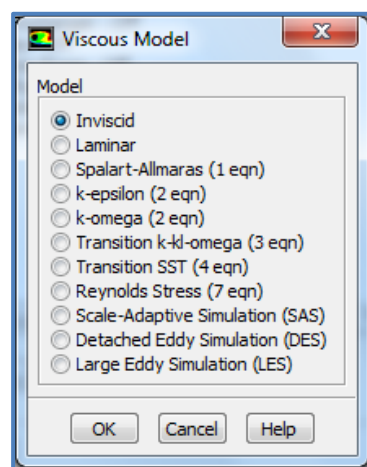 Viscous Model
Model
Inviscid
Laminar
Spalart-Allmaras (1 eqn)
k-epsilon (2 eqn)
k-omega (2 eqn)
Transition k-kl-omega (3 eqn)
Transition SST (4 eqn)
Reynolds Stress (7 eqn)
Scale-Adaptive Simulation (SAS)
Detached Eddy Simulation (DES)
Large Eddy Simulation (LES)
OK Cancel Help